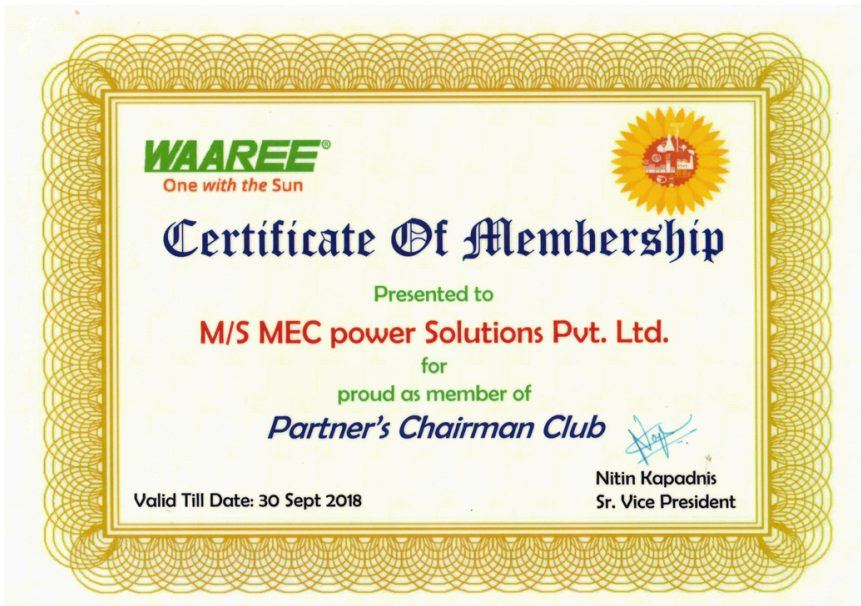 WAAREE®
One with the Sun
Certificate Of Membership
Presented to
M/S MEC power Solutions Pvt. Ltd.
for
proud as member of
Partner's Chairman Club
Nitin Kapadnis
Valid Till Date: 30 Sept 2018
Sr. Vice President